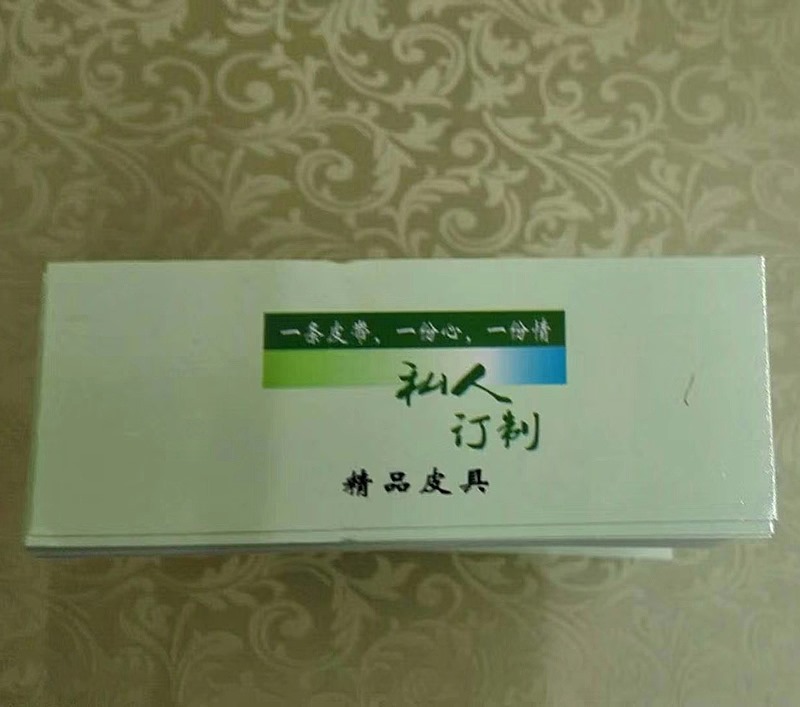 一条皮带、一份心，一份情
私人
订制
精品皮具